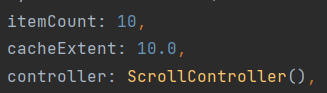 itemCount: 10,
cacheExtent: 10.0,
controller: ScrollController(),